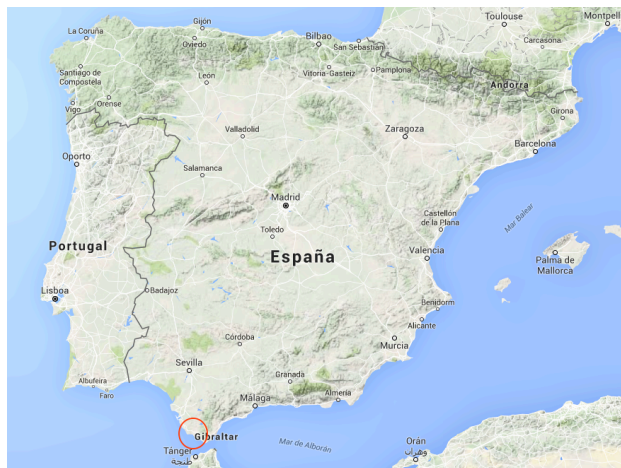 Toulouse
Montpell
Gijón
La Coruña
Bilbao
Carcasona
Oviedo
San Sebastián
Santiago de
Compostela
León
Vitoria-Gasteiz
Pamplona
Andorra
Vigo
Orense
Girona
Valladolid
Zaragoza
Barcelona
Oporto
Salamanca
Madrid
Castellón
de la Plana
Mar Balear
Toledo
Portugal
España
Valencia
Palma de
Mallorca
Lisboa
Badajoz
Benidorm
Alicante
Córdoba
Murcia
Sevilla
Albufeira
Granada
Faro
Almería
Málaga
Gibraltar
Mar de Alborán
Orán
وهران
Tánger
طنجة